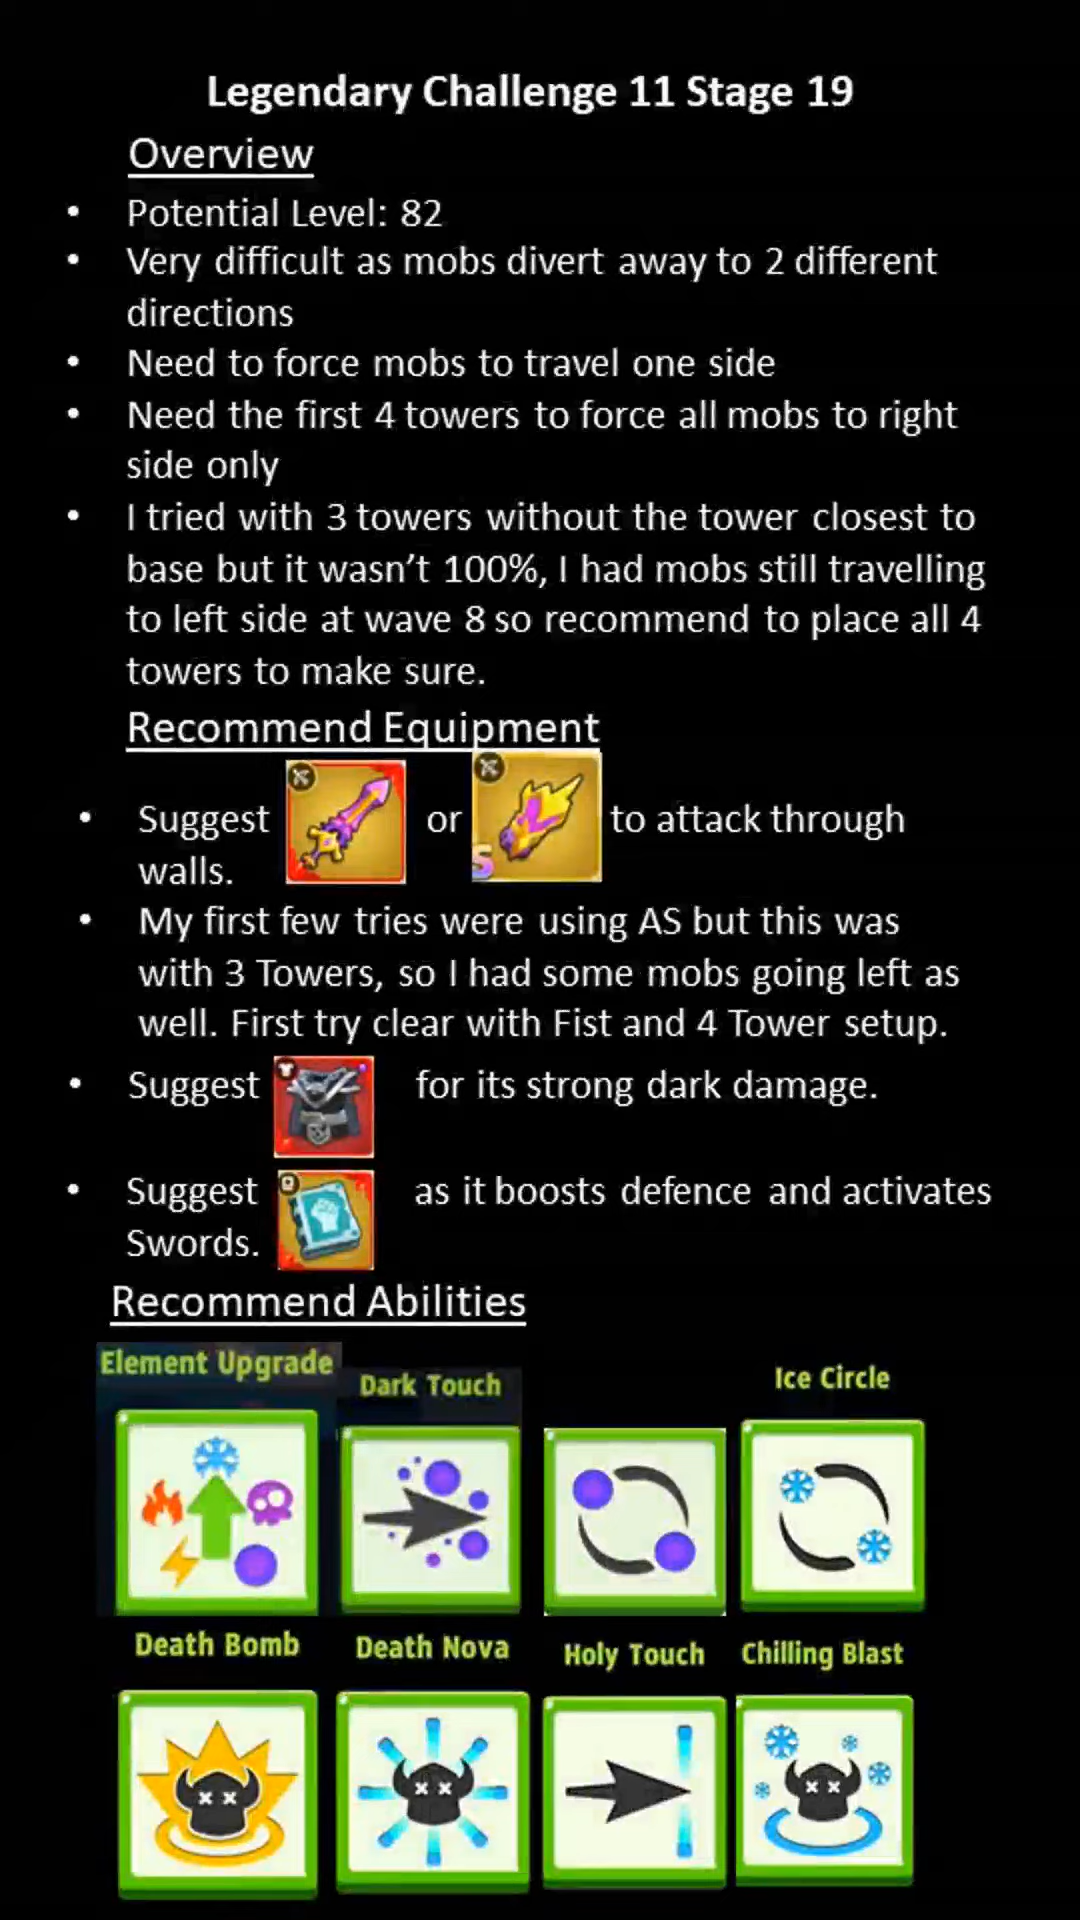 Legendary Challenge 11 Stage 19
Overview
• Potential Level: 82
• Very difficult as mobs divert away to 2 different
directions
• Need to force mobs to travel one side
• Need the first 4 towers to force all mobs to right
side only
• I tried with 3 towers without the tower closest to
base but it wasn’t 100%, I had mobs still travelling
to left side at wave 8 so recommend to place all 4
towers to make sure.
Recommend Equipment
• Suggest or to attack through
walls.
S
• My first few tries were using AS but this was
with 3 Towers, so I had some mobs going left as
well. First try clear with Fist and 4 Tower setup.
• Suggest for its strong dark damage.
• Suggest as it boosts defence and activates
Swords.
Recommend Abilities
Element Upgrade
Dark Touch
Ice Circle
Death Bomb
Death Nova
Holy Touch
Chilling Blast